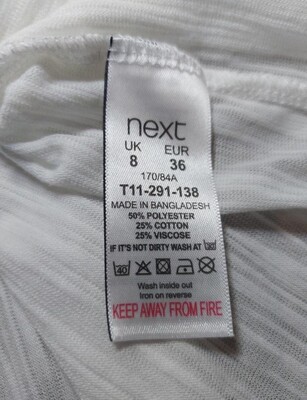 next
UK EUR
8 36
170/84A
T11-291-138
MADE IN BANGLADESH
50% POLYESTER
25% COTTON
25% VISCOSE
IF IT'S NOT DIRTY WASH AT
40
Wash inside out
Iron on reverse
KEEP AWAY FROM FIRE